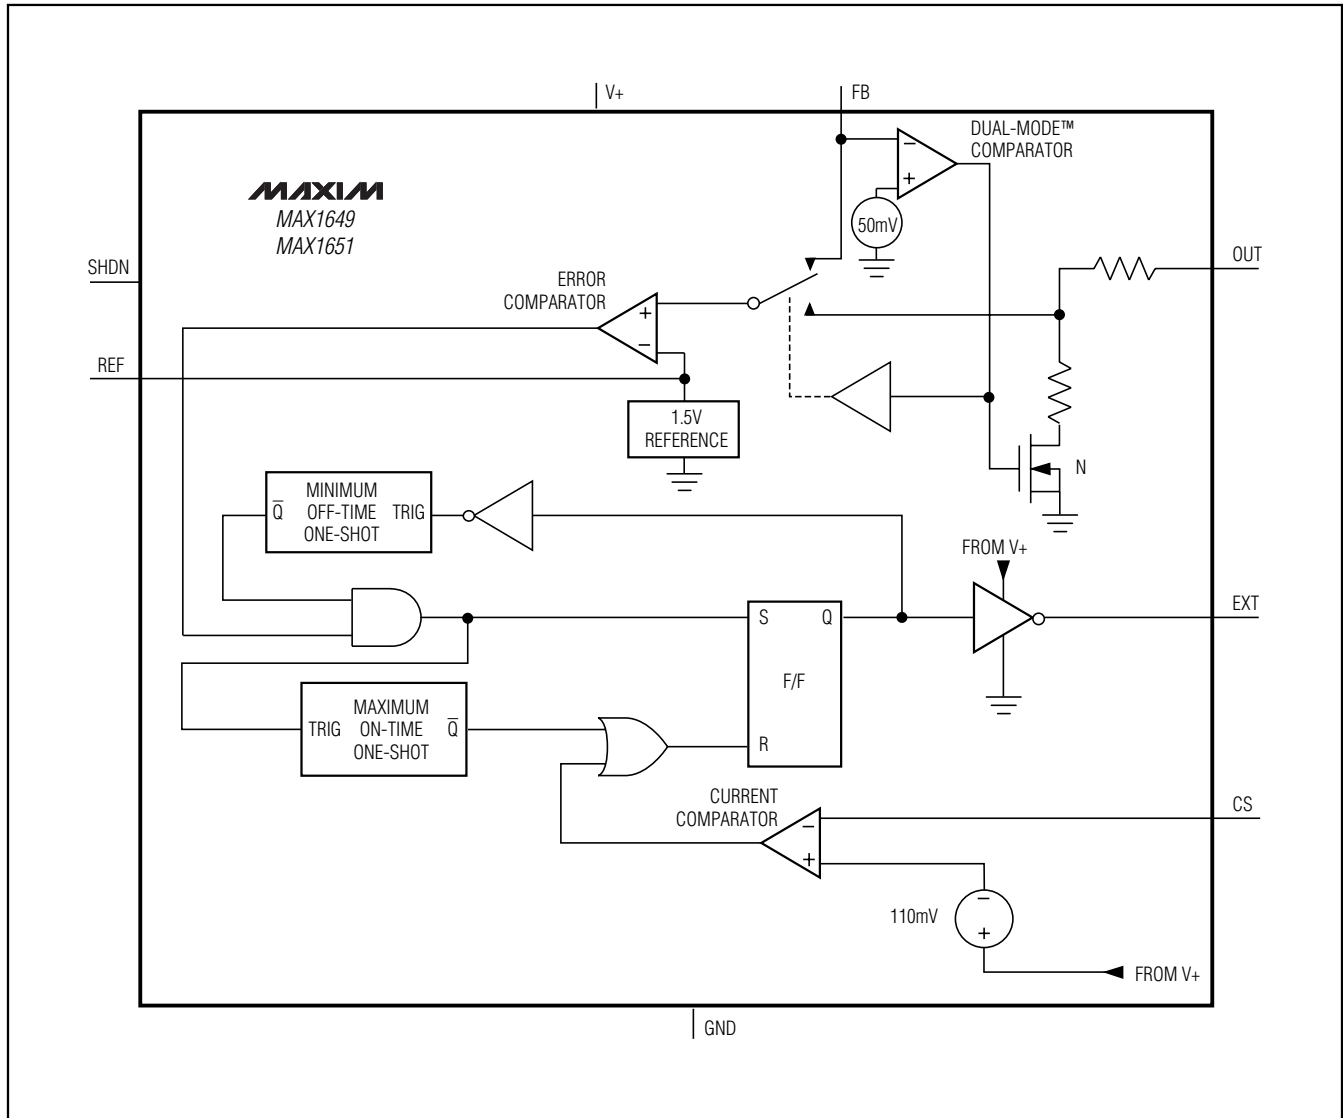 V+
FB
DUAL-MODE™
COMPARATOR
−
+
MAXIM
MAX1649
MAX1651
50mV
SHDN
OUT
ERROR
COMPARATOR
+
−
REF
1.5V
REFERENCE
N
Q̅
MINIMUM
OFF-TIME
ONE-SHOT
TRIG
FROM V+
S
Q
EXT
F/F
TRIG
MAXIMUM
ON-TIME
ONE-SHOT
Q̅
R
CURRENT
COMPARATOR
−
+
CS
110mV
−
+
FROM V+
GND